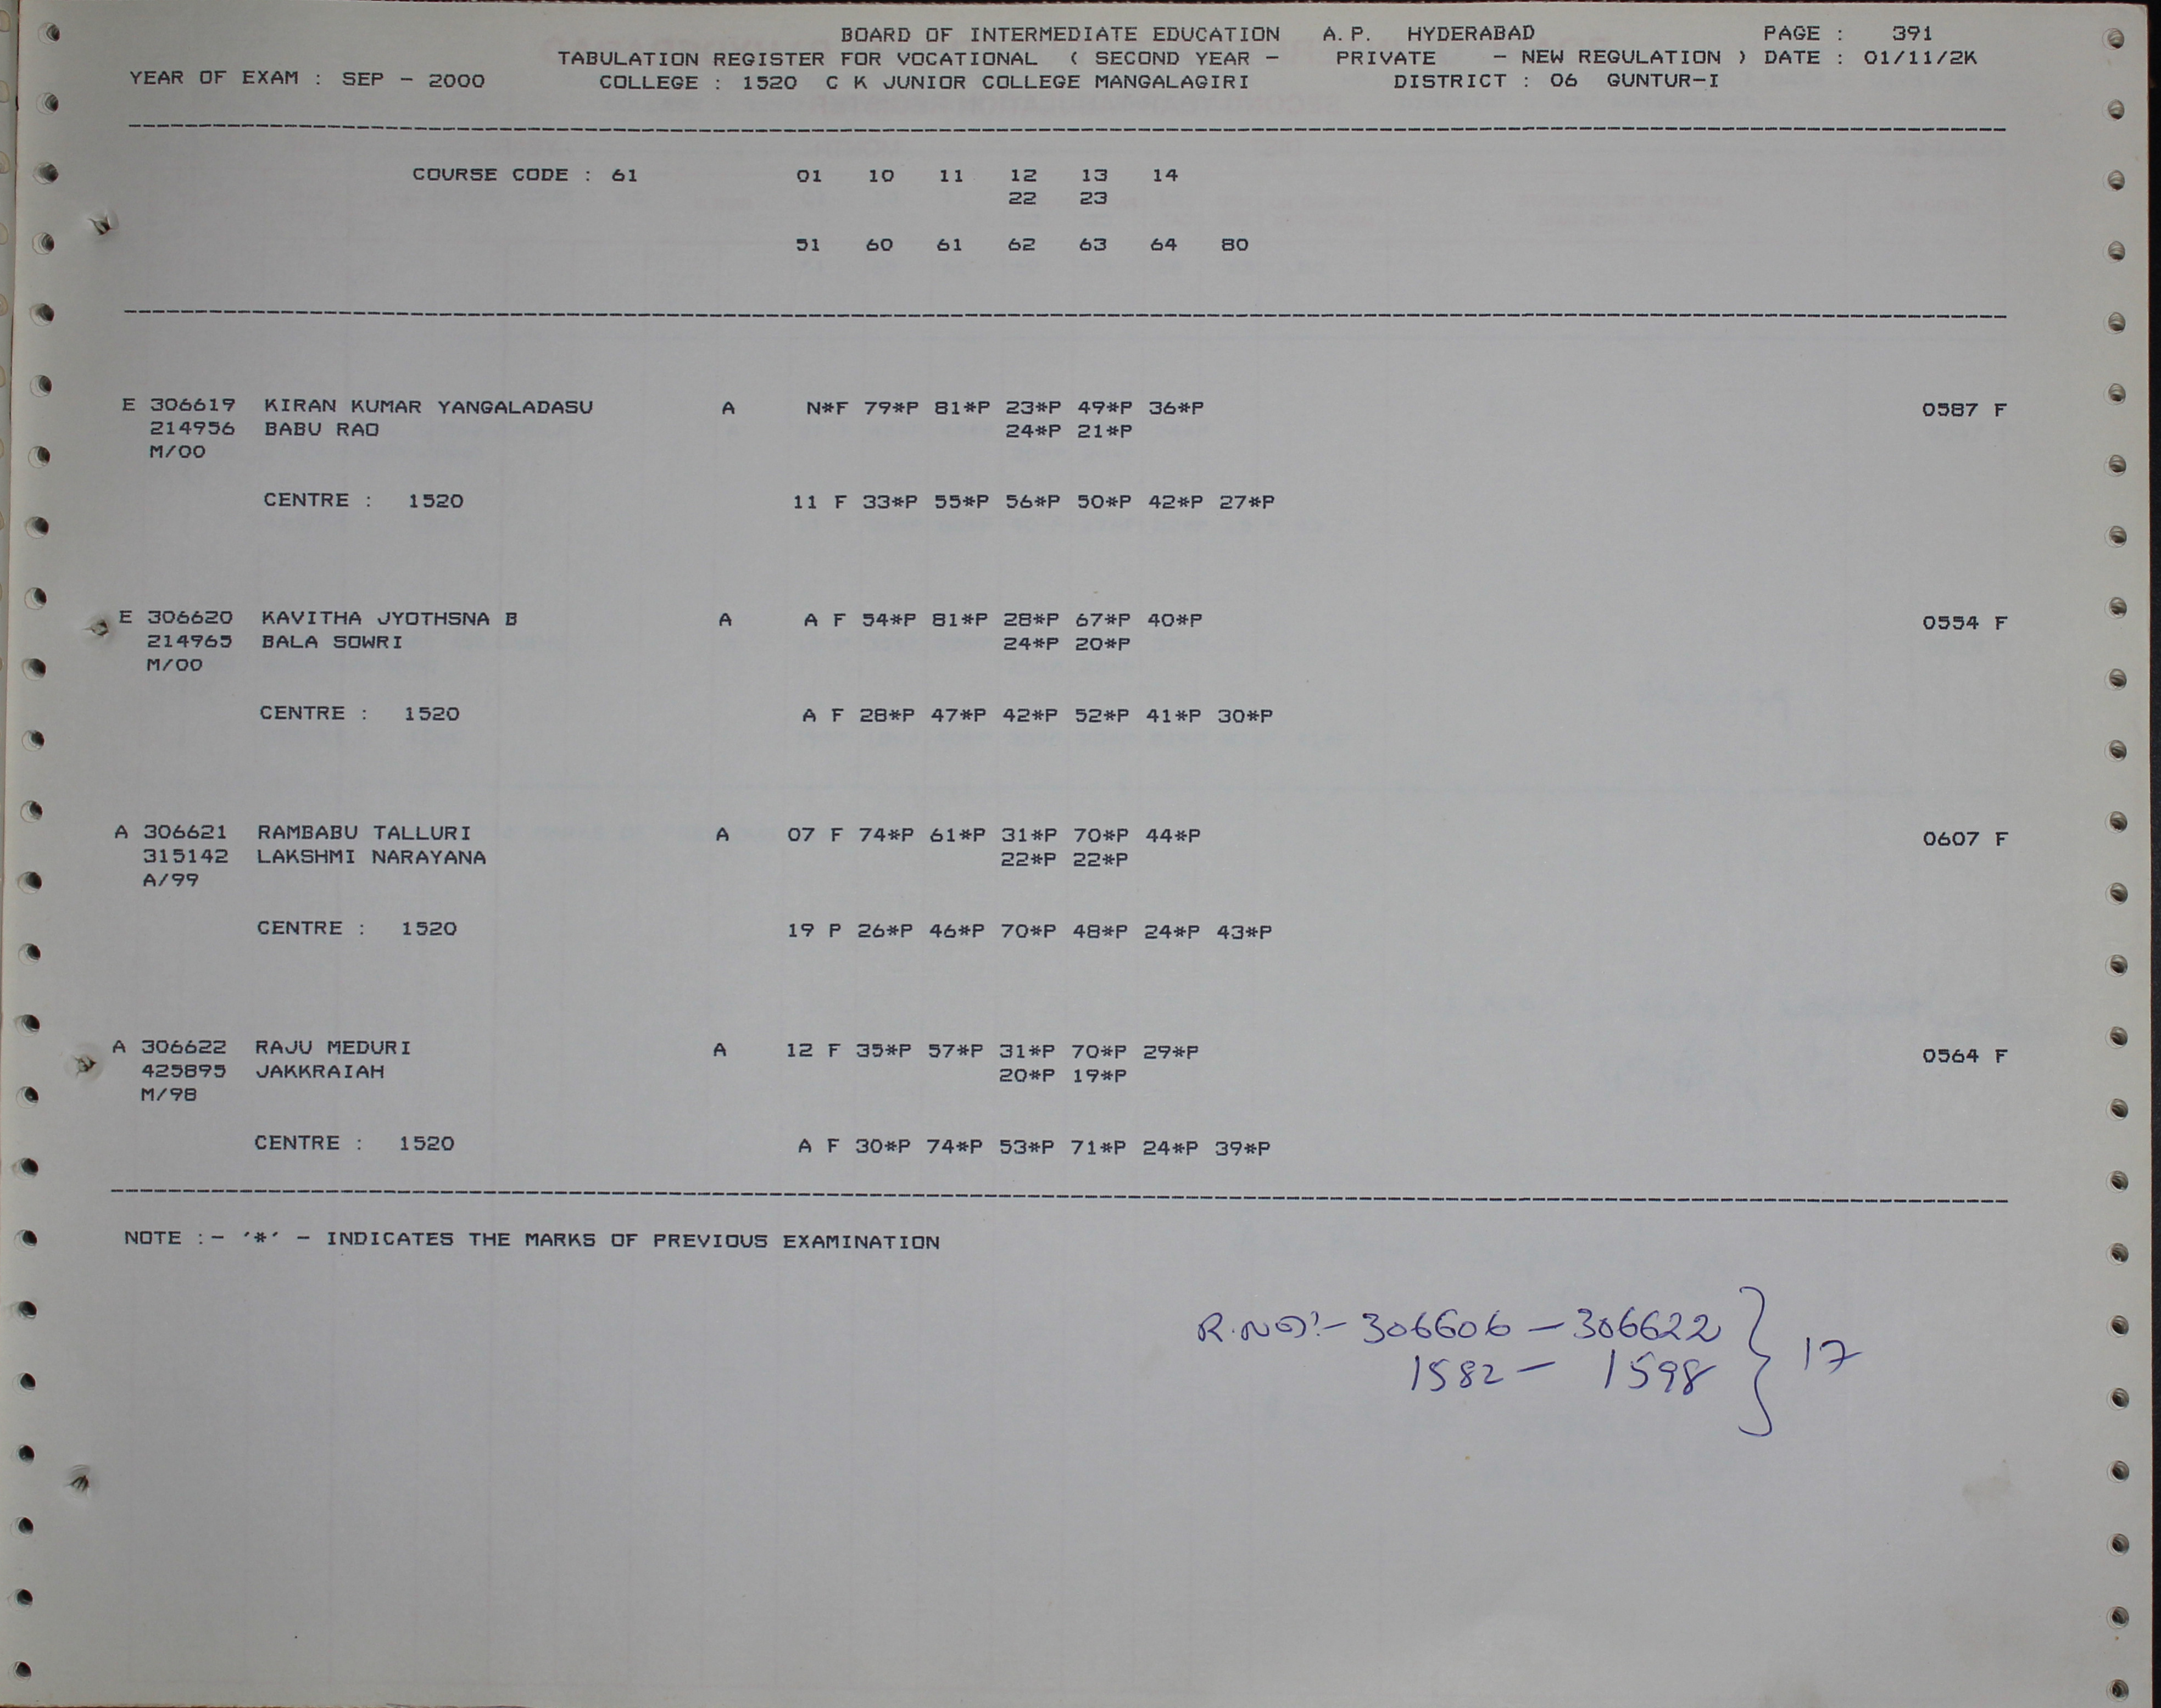 BOARD OF INTERMEDIATE EDUCATION A.P. HYDERABAD PAGE : 391
TABULATION REGISTER FOR VOCATIONAL ( SECOND YEAR - PRIVATE - NEW REGULATION ) DATE : 01/11/2K
YEAR OF EXAM : SEP - 2000 COLLEGE : 1520 C K JUNIOR COLLEGE MANGALAGIRI DISTRICT : 06 GUNTUR-I
COURSE CODE : 61 01 10 11 12 13 14
22 23
51 60 61 62 63 64 80
E 306619 KIRAN KUMAR YANGALADASU A N*F 79*P 81*P 23*P 49*P 36*P 0587 F
214956 BABU RAO 24*P 21*P
M/00
CENTRE : 1520 11 F 33*P 55*P 56*P 50*P 42*P 27*P
E 306620 KAVITHA JYOTHSNA B A A F 54*P 81*P 28*P 67*P 40*P 0554 F
214965 BALA SOWRI 24*P 20*P
M/00
CENTRE : 1520 A F 28*P 47*P 42*P 52*P 41*P 30*P
A 306621 RAMBABU TALLURI A 07 F 74*P 61*P 31*P 70*P 44*P 0607 F
315142 LAKSHMI NARAYANA 22*P 22*P
A/99
CENTRE : 1520 19 P 26*P 46*P 70*P 48*P 24*P 43*P
A 306622 RAJU MEDURI A 12 F 35*P 57*P 31*P 70*P 29*P 0564 F
425895 JAKKRAIAH 20*P 19*P
M/98
CENTRE : 1520 A F 30*P 74*P 53*P 71*P 24*P 39*P
NOTE :- '*' - INDICATES THE MARKS OF PREVIOUS EXAMINATION
R.NO:- 306606 - 306622
1582 - 1598 } 17